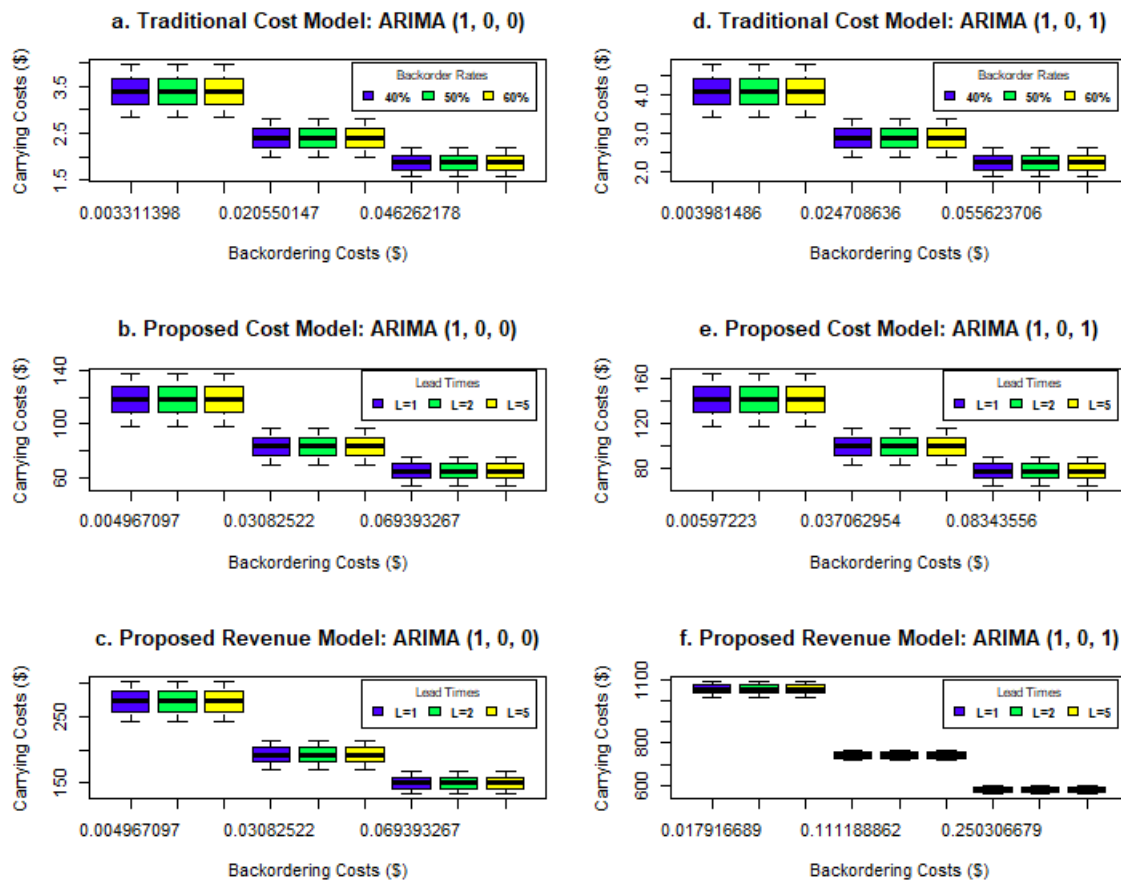 a. Traditional Cost Model: ARIMA (1, 0, 0)
Carrying Costs ($)
3.5
2.5
1.5
Backorder Rates
40% 50% 60%
0.003311398 0.020550147 0.046262178
Backordering Costs ($)
d. Traditional Cost Model: ARIMA (1, 0, 1)
Carrying Costs ($)
4.0
3.0
2.0
Backorder Rates
40% 50% 60%
0.003981486 0.024708636 0.055623706
Backordering Costs ($)
b. Proposed Cost Model: ARIMA (1, 0, 0)
Carrying Costs ($)
140
100
60
Lead Times
L=1 L=2 L=5
0.004967097 0.03082522 0.069393267
Backordering Costs ($)
e. Proposed Cost Model: ARIMA (1, 0, 1)
Carrying Costs ($)
160
120
80
Lead Times
L=1 L=2 L=5
0.00597223 0.037062954 0.08343556
Backordering Costs ($)
c. Proposed Revenue Model: ARIMA (1, 0, 0)
Carrying Costs ($)
250
150
Lead Times
L=1 L=2 L=5
0.004967097 0.03082522 0.069393267
Backordering Costs ($)
f. Proposed Revenue Model: ARIMA (1, 0, 1)
Carrying Costs ($)
1100
800
600
Lead Times
L=1 L=2 L=5
0.017916689 0.111188862 0.250306679
Backordering Costs ($)